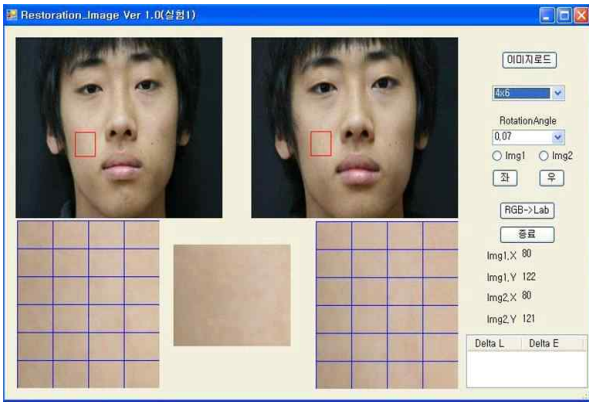 Restoration_Image Ver 1.0(실험1)
이미지로드
4x6
RotationAngle
0.07
Img1 Img2
좌 우
RGB->Lab
종료
Img1.X 80
Img1.Y 122
Img2.X 80
Img2.Y 121
Delta L Delta E